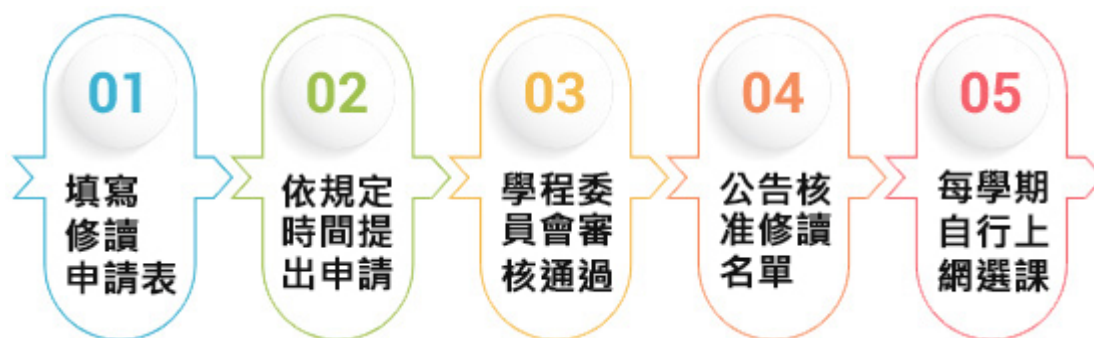 01
填寫
修讀
申請表
02
依規定
時間提
出申請
03
學程委
員會審
核通過
04
公告核
准修讀
名單
05
每學期
自行上
網選課